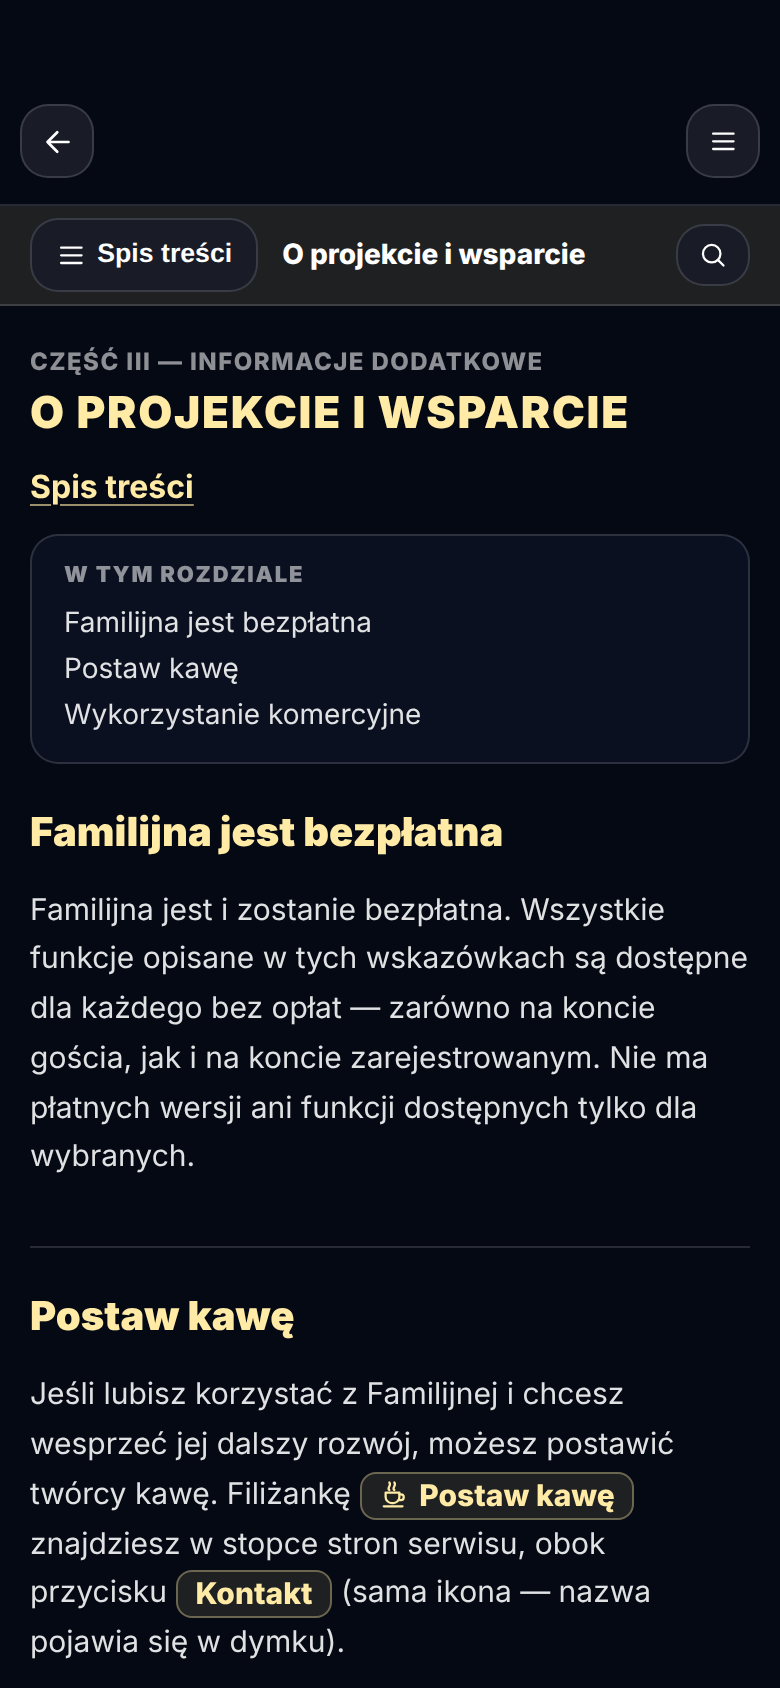 Spis treści
O projekcie i wsparcie
CZĘŚĆ III — INFORMACJE DODATKOWE
O PROJEKCIE I WSPARCIE
Spis treści
W TYM ROZDZIALE
Familijna jest bezpłatna
Postaw kawę
Wykorzystanie komercyjne
Familijna jest bezpłatna
Familijna jest i zostanie bezpłatna. Wszystkie
funkcje opisane w tych wskazówkach są dostępne
dla każdego bez opłat — zarówno na koncie
gościa, jak i na koncie zarejestrowanym. Nie ma
płatnych wersji ani funkcji dostępnych tylko dla
wybranych.
Postaw kawę
Jeśli lubisz korzystać z Familijnej i chcesz
wesprzeć jej dalszy rozwój, możesz postawić
twórcy kawę. Filiżankę Postaw kawę
znajdziesz w stopce stron serwisu, obok
przycisku Kontakt (sama ikona — nazwa
pojawia się w dymku).